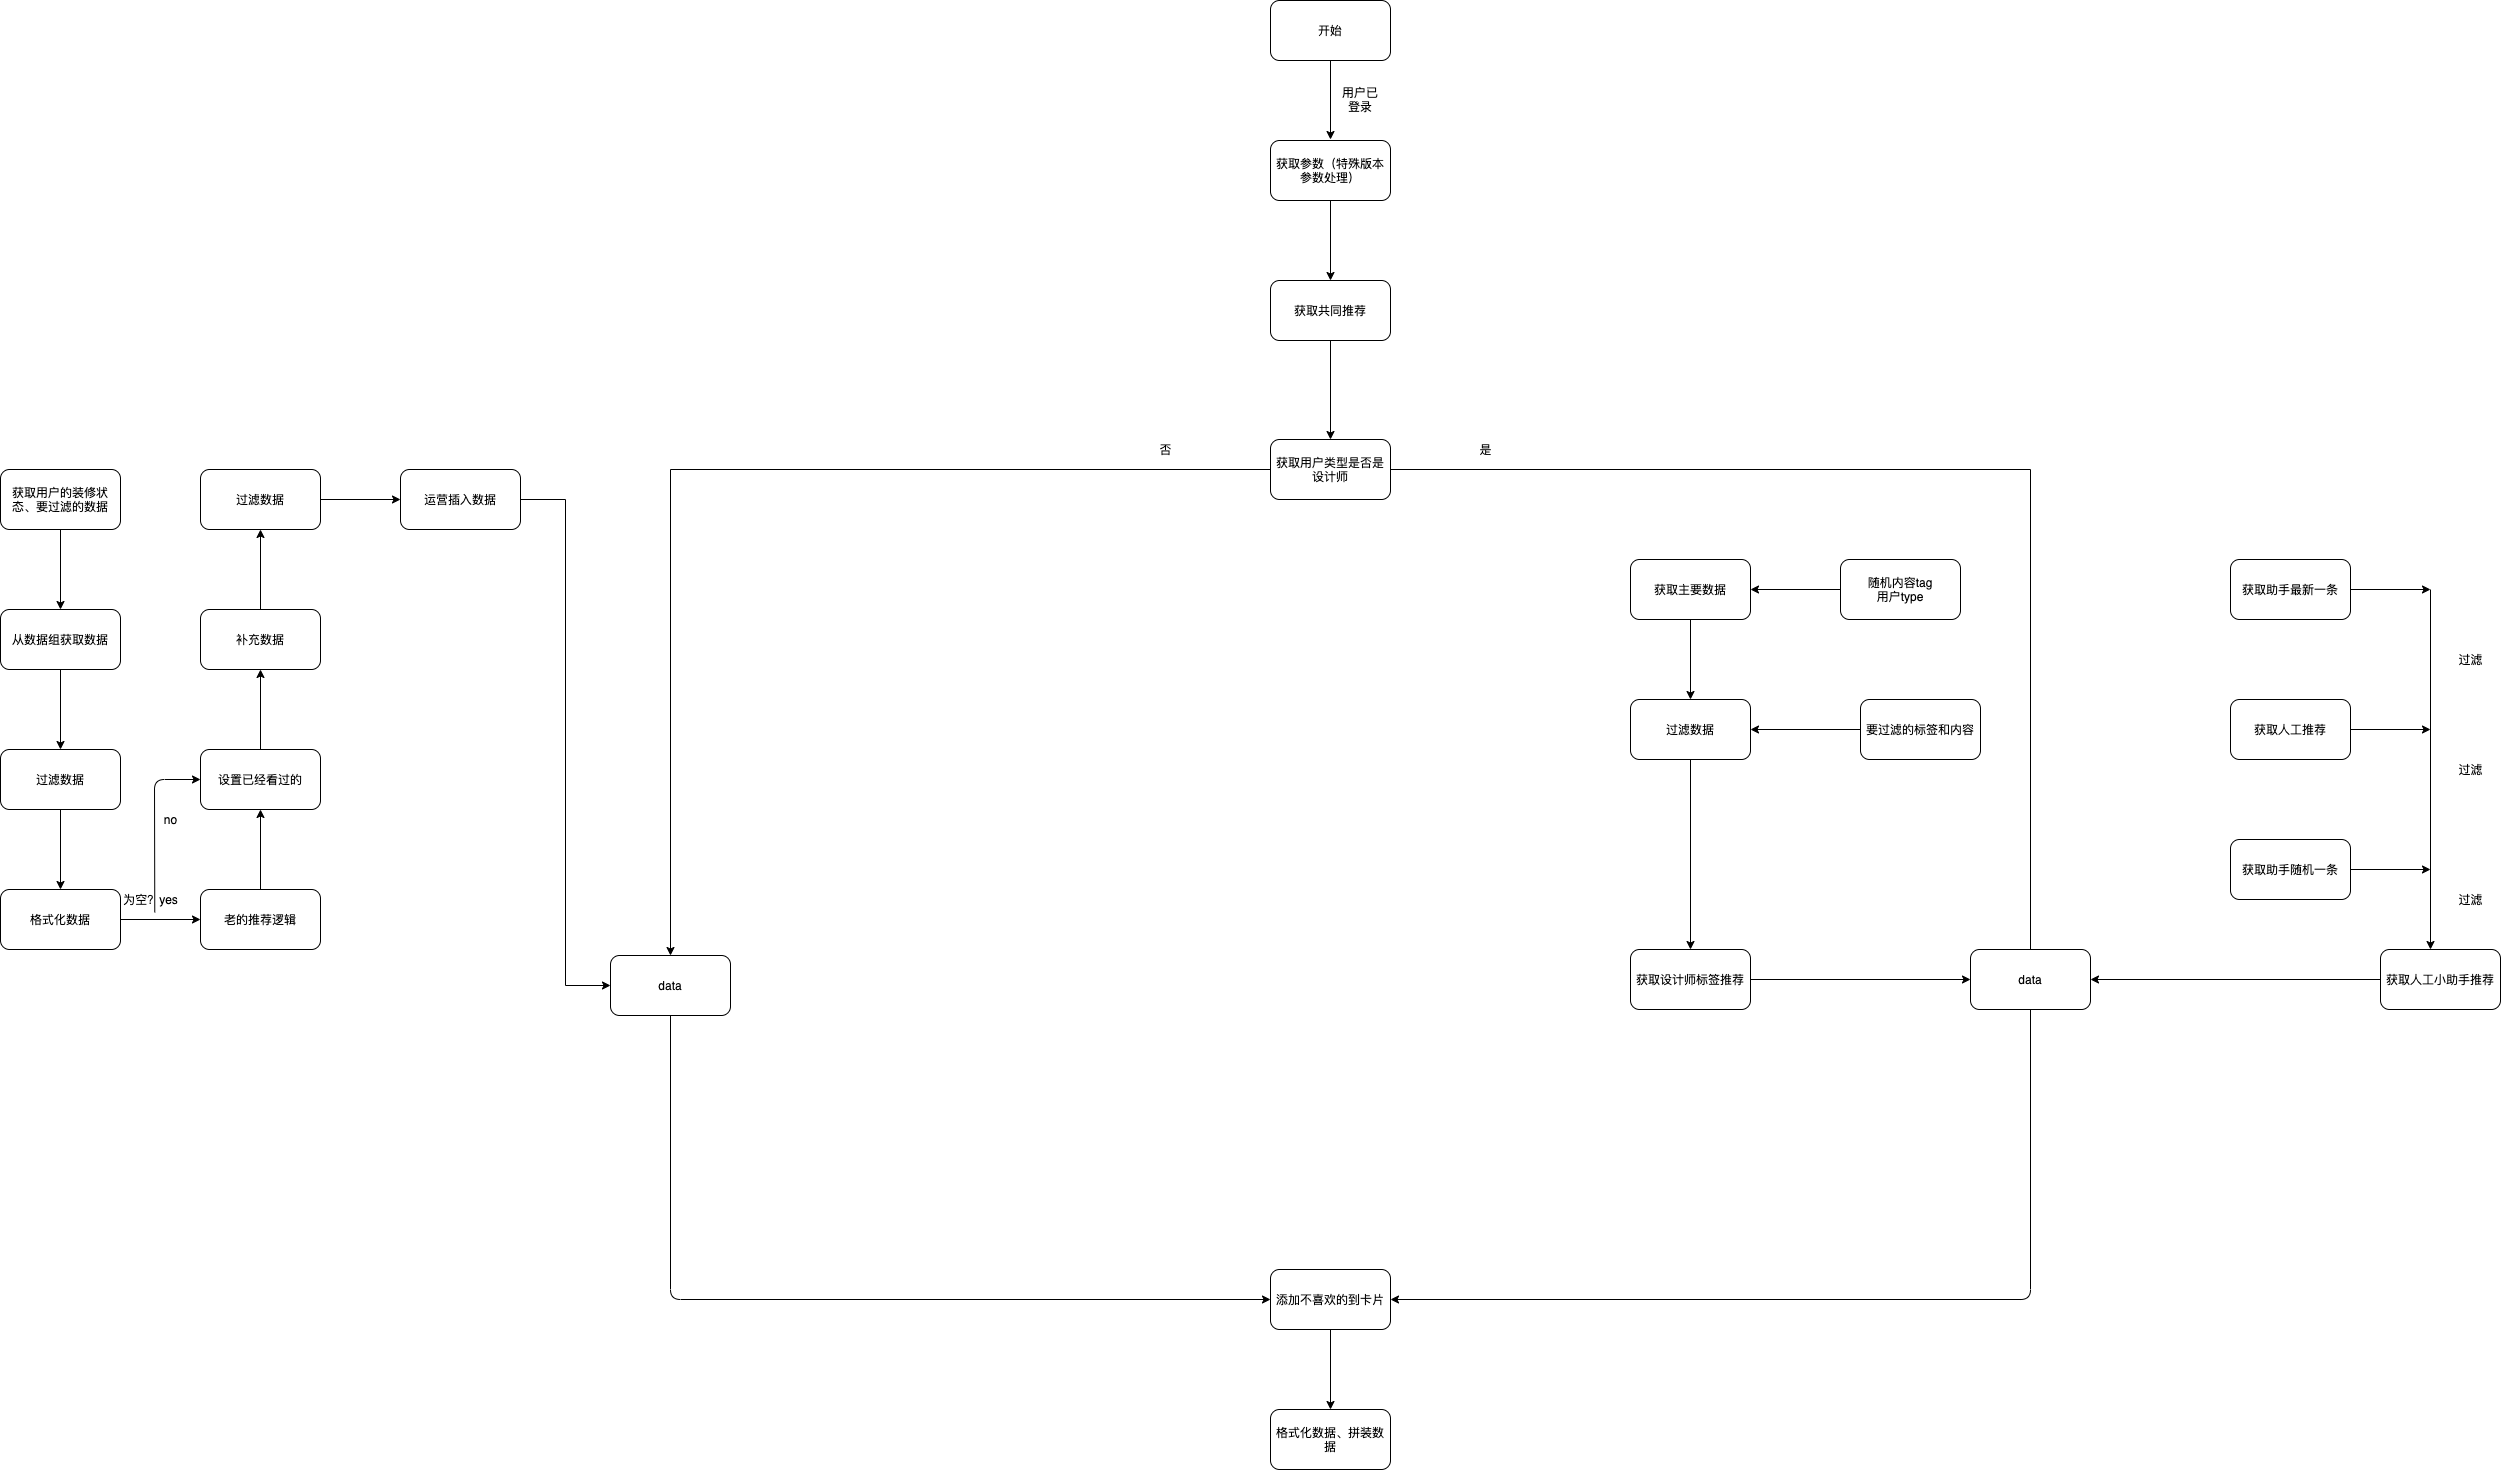 开始
用户已
登录
获取参数（特殊版本
参数处理）
获取共同推荐
否
是
获取用户类型是否是
设计师
获取用户的装修状
态、要过滤的数据
过滤数据
运营插入数据
获取主要数据
随机内容tag
用户type
获取助手最新一条
从数据组获取数据
补充数据
过滤
过滤数据
要过滤的标签和内容
获取人工推荐
过滤
过滤数据
设置已经看过的
no
获取助手随机一条
为空？yes
过滤
格式化数据
老的推荐逻辑
data
获取设计师标签推荐
data
获取人工小助手推荐
添加不喜欢的到卡片
格式化数据、拼装数
据